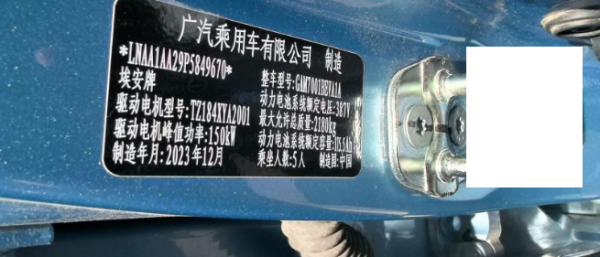 广汽乘用车有限公司 制造
*LNAA1AA29P5849670*
埃安牌 整车型号:
驱动电机型号:TZ184XYA2001 动力电池系统额定电压:387V
最大允许总质量:2180kg
驱动电机峰值功率:150kW 动力电池系统额定容量:
制造年月:2023年12月 乘坐人数:5人 制造国:中国